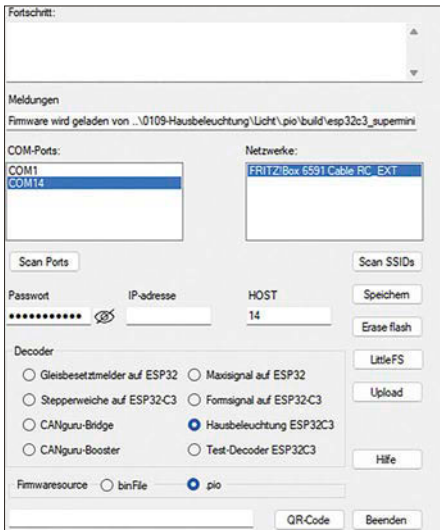 Fortschritt:
Meldungen
Firmware wird geladen von ..\0109-Hausbeleuchtung\Licht\.pio\build\esp32c3_supermini
COM-Ports:
Netzwerke:
COM1
COM14
FRITZ!Box 6591 Cable RC_EXT
Scan Ports
Scan SSIDs
Passwort
IP-adresse
HOST
Speichern
●●●●●●●●●●●
14
Erase flash
Decoder
LittleFS
Gleisbesetztmelder auf ESP32
Maxisignal auf ESP32
Stepperweiche auf ESP32-C3
Formsignal auf ESP32-C3
Upload
CANguru-Bridge
Hausbeleuchtung ESP32C3
CANguru-Booster
Test-Decoder ESP32C3
Hilfe
Firmwaresource
binFile
.pio
QR-Code
Beenden